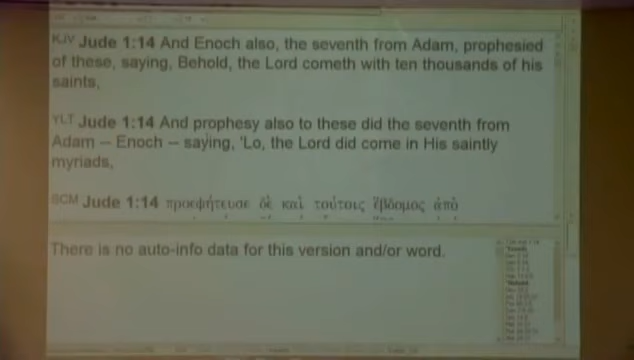 KJV Jude 1:14 And Enoch also, the seventh from Adam, prophesied
of these, saying, Behold, the Lord cometh with ten thousands of his
saints,
YLT Jude 1:14 And prophesy also to these did the seventh from
Adam -- Enoch -- saying, 'Lo, the Lord did come in His saintly
myriads,
SCM Jude 1:14 προεφήτευσε δὲ καὶ τούτοις ἕβδομος ἀπὸ
There is no auto-info data for this version and/or word.